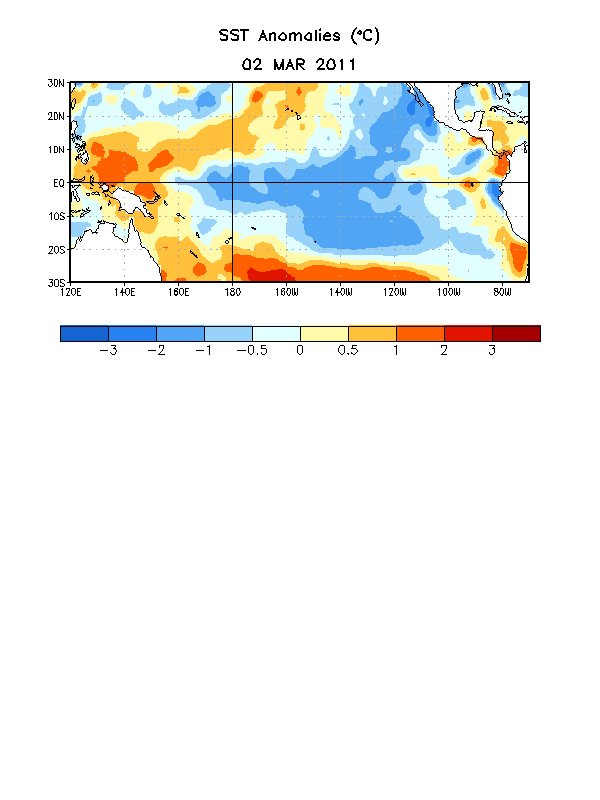 SST Anomalies (°C)
02 MAR 2011
30N
20N
10N
EQ
10S
20S
30S
120E 140E 160E 180 160W 140W 120W 100W 80W
-3 -2 -1 -0.5 0 0.5 1 2 3